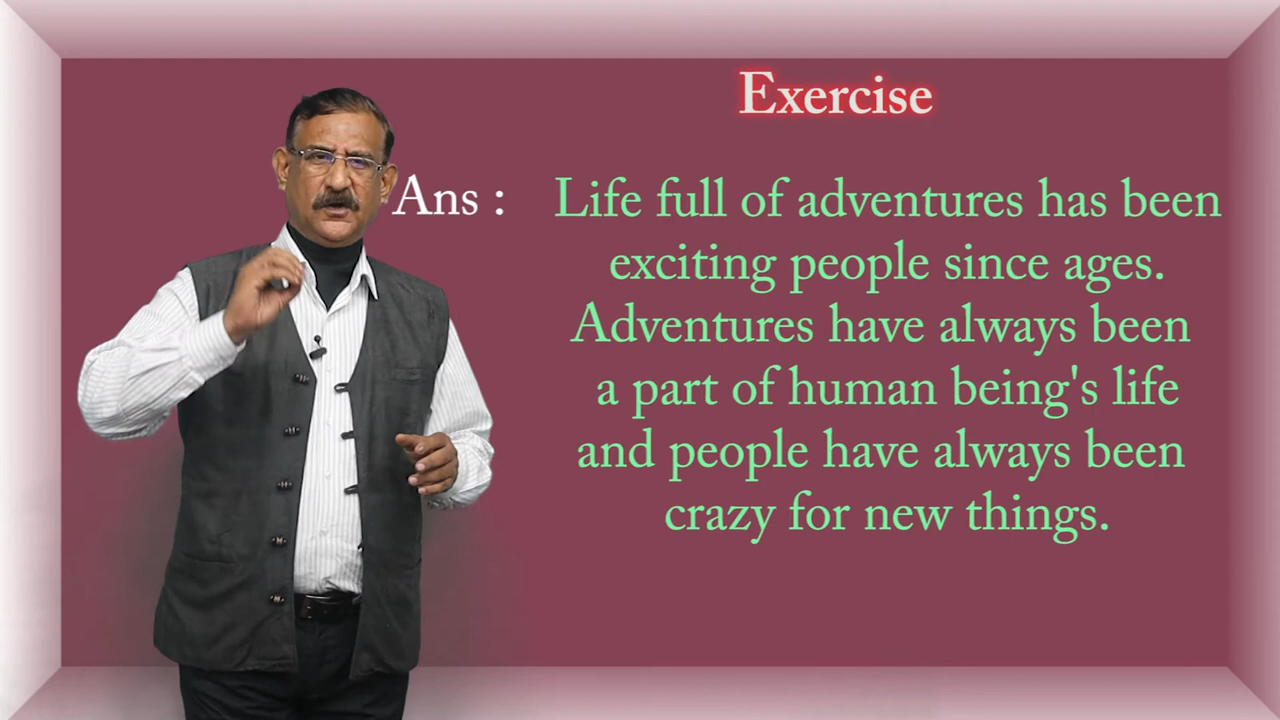 Exercise
Ans : Life full of adventures has been
exciting people since ages.
Adventures have always been
a part of human being's life
and people have always been
crazy for new things.